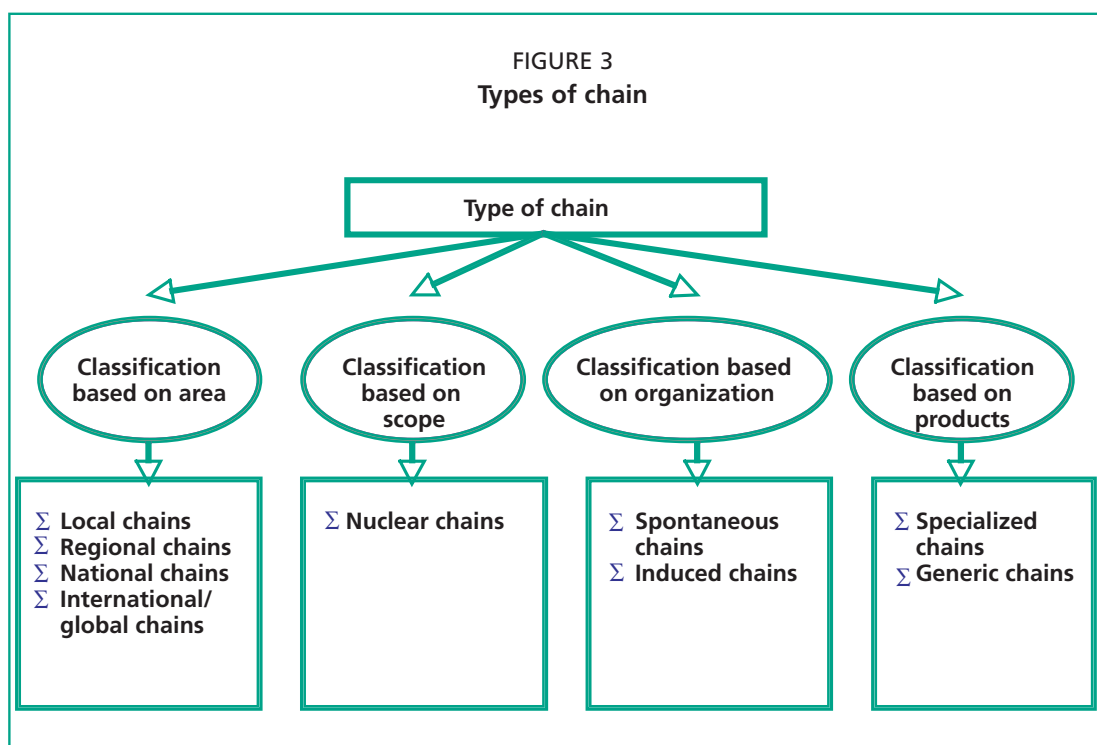 FIGURE 3
Types of chain
Type of chain
Classification
based on area
Classification
based on
scope
Classification based
on organization
Classification
based on
products
Σ Local chains
Σ Regional chains
Σ National chains
Σ International/
global chains
Σ Nuclear chains
Σ Spontaneous
chains
Σ Induced chains
Σ Specialized
chains
Σ Generic chains